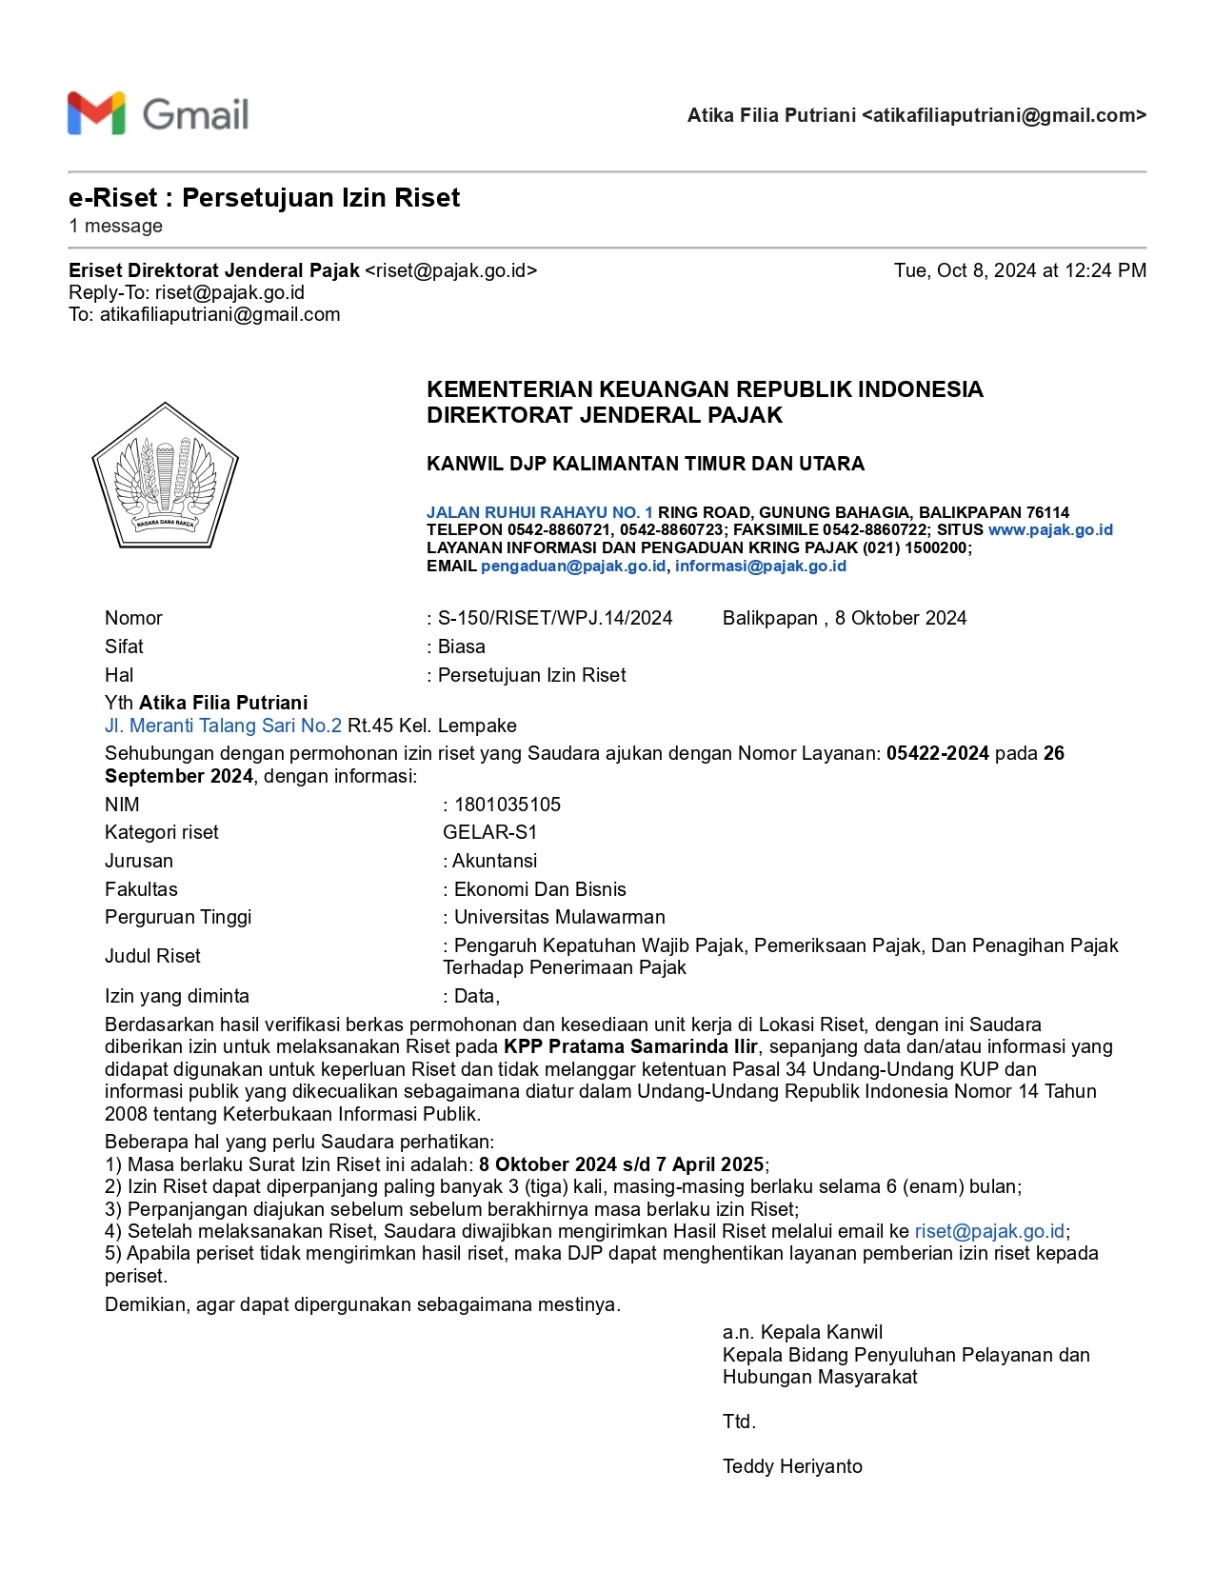 Gmail
Atika Filia Putriani <atikafiliaputriani@gmail.com>
e-Riset : Persetujuan Izin Riset
1 message
Eriset Direktorat Jenderal Pajak <riset@pajak.go.id>
Tue, Oct 8, 2024 at 12:24 PM
Reply-To: riset@pajak.go.id
To: atikafiliaputriani@gmail.com
KEMENTERIAN KEUANGAN REPUBLIK INDONESIA
DIREKTORAT JENDERAL PAJAK
KANWIL DJP KALIMANTAN TIMUR DAN UTARA
JALAN RUHUI RAHAYU NO. 1 RING ROAD, GUNUNG BAHAGIA, BALIKPAPAN 76114
TELEPON 0542-8860721, 0542-8860723; FAKSIMILE 0542-8860722; SITUS www.pajak.go.id
LAYANAN INFORMASI DAN PENGADUAN KRING PAJAK (021) 1500200;
EMAIL pengaduan@pajak.go.id, informasi@pajak.go.id
NAGARA DANA RAKCA
Nomor : S-150/RISET/WPJ.14/2024 Balikpapan , 8 Oktober 2024
Sifat : Biasa
Hal : Persetujuan Izin Riset
Yth Atika Filia Putriani
Jl. Meranti Talang Sari No.2 Rt.45 Kel. Lempake
Sehubungan dengan permohonan izin riset yang Saudara ajukan dengan Nomor Layanan: 05422-2024 pada 26
September 2024, dengan informasi:
NIM : 1801035105
Kategori riset GELAR-S1
Jurusan : Akuntansi
Fakultas : Ekonomi Dan Bisnis
Perguruan Tinggi : Universitas Mulawarman
Judul Riset : Pengaruh Kepatuhan Wajib Pajak, Pemeriksaan Pajak, Dan Penagihan Pajak
Terhadap Penerimaan Pajak
Izin yang diminta : Data,
Berdasarkan hasil verifikasi berkas permohonan dan kesediaan unit kerja di Lokasi Riset, dengan ini Saudara
diberikan izin untuk melaksanakan Riset pada KPP Pratama Samarinda Ilir, sepanjang data dan/atau informasi yang
didapat digunakan untuk keperluan Riset dan tidak melanggar ketentuan Pasal 34 Undang-Undang KUP dan
informasi publik yang dikecualikan sebagaimana diatur dalam Undang-Undang Republik Indonesia Nomor 14 Tahun
2008 tentang Keterbukaan Informasi Publik.
Beberapa hal yang perlu Saudara perhatikan:
1) Masa berlaku Surat Izin Riset ini adalah: 8 Oktober 2024 s/d 7 April 2025;
2) Izin Riset dapat diperpanjang paling banyak 3 (tiga) kali, masing-masing berlaku selama 6 (enam) bulan;
3) Perpanjangan diajukan sebelum sebelum berakhirnya masa berlaku izin Riset;
4) Setelah melaksanakan Riset, Saudara diwajibkan mengirimkan Hasil Riset melalui email ke riset@pajak.go.id;
5) Apabila periset tidak mengirimkan hasil riset, maka DJP dapat menghentikan layanan pemberian izin riset kepada
periset.
Demikian, agar dapat dipergunakan sebagaimana mestinya.
a.n. Kepala Kanwil
Kepala Bidang Penyuluhan Pelayanan dan
Hubungan Masyarakat
Ttd.
Teddy Heriyanto